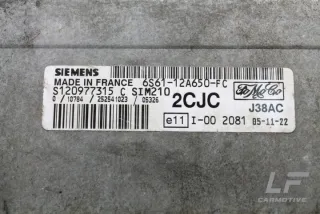 SIEMENS
MADE IN FRANCE 6S61-12A650-FC
S120977315 C SIM210
0 / 10784 / 252541023 / 05326
2CJC
FoMoCo
J38AC
e11 I-00 2081 05-11-22
LF
CARMOTIVE